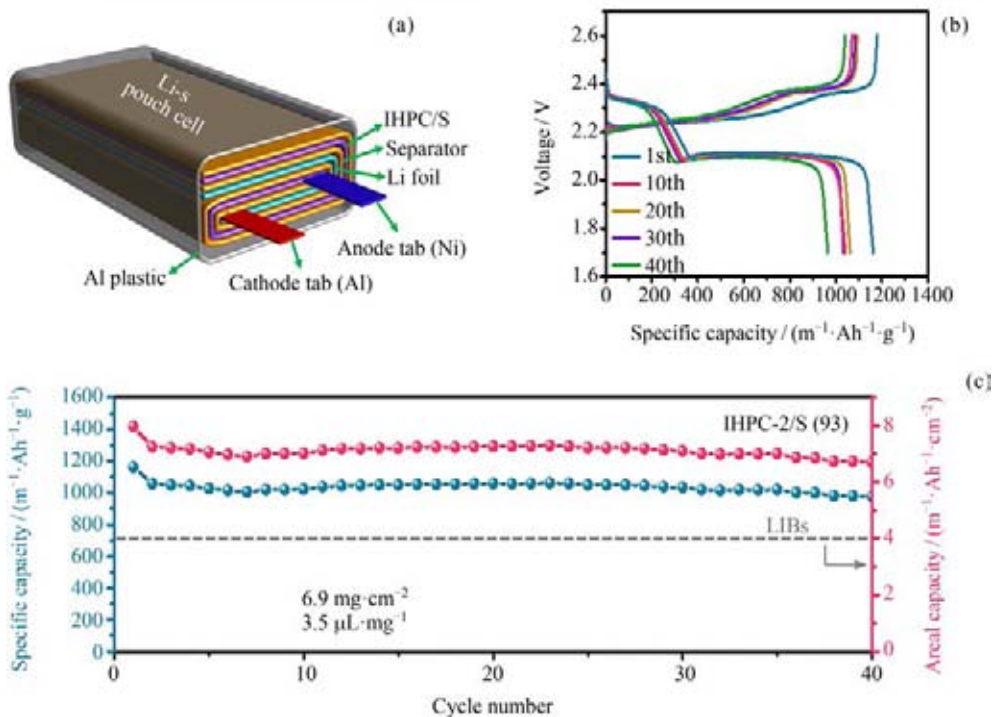 (a)
Li-s
pouch cell
IHPC/S
Separator
Li foil
Anode tab (Ni)
Cathode tab (Al)
Al plastic
(b)
Voltage / V
2.6
2.4
2.2
2.0
1.8
1.6
1st
10th
20th
30th
40th
0 200 400 600 800 1000 1200 1400
Specific capacity / (m⁻¹·Ah⁻¹·g⁻¹)
(c)
Specific capacity / (m⁻¹·Ah⁻¹·g⁻¹)
1600
1400
1200
1000
800
600
400
200
0
IHPC-2/S (93)
LIBs
6.9 mg·cm⁻²
3.5 μL·mg⁻¹
8
6
4
2
0
Areal capacity / (m⁻¹·Ah⁻¹·cm⁻²)
0 10 20 30 40
Cycle number